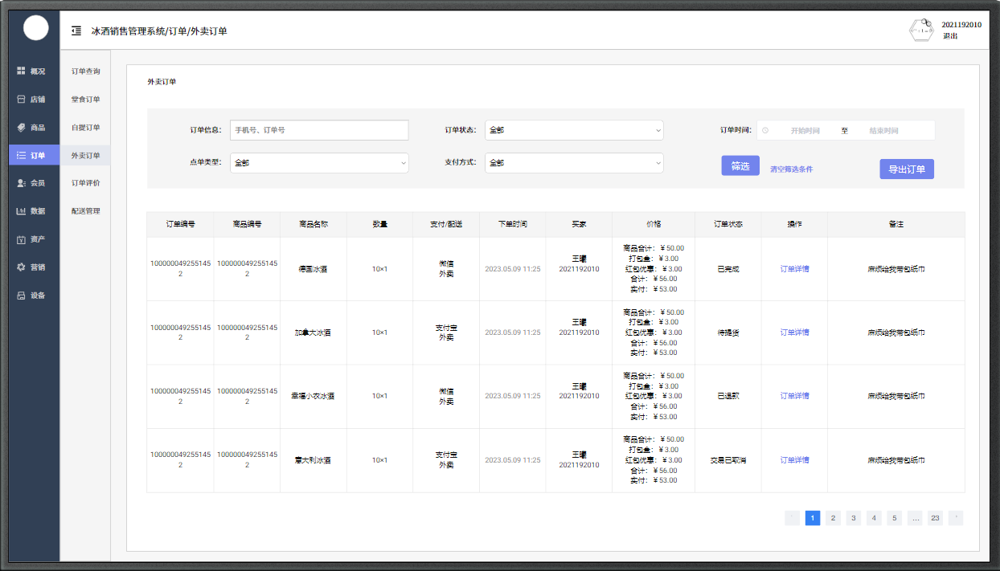 冰酒销售管理系统/订单/外卖订单
2021192010
退出
概况
店铺
商品
订单
会员
数据
资产
营销
设备
订单查询
堂食订单
自提订单
外卖订单
订单评价
配送管理
外卖订单
订单信息： 手机号、订单号 订单状态： 全部 订单时间： 开始时间 至 结束时间
点单类型： 全部 支付方式： 全部 筛选 清空筛选条件 导出订单
订单编号 商品编号 商品名称 数量 支付/配送 下单时间 买家 价格 订单状态 操作 备注
100000049255145
2
100000049255145
2
德国冰酒
10×1
微信
外卖
2023.05.09 11:25
王曦
2021192010
商品合计：￥50.00
打包盒：￥3.00
红包优惠：￥3.00
合计：￥56.00
实付：￥53.00
已完成
订单详情
麻烦给我带包纸巾
100000049255145
2
100000049255145
2
加拿大冰酒
10×1
支付宝
外卖
2023.05.09 11:25
王曦
2021192010
商品合计：￥50.00
打包盒：￥3.00
红包优惠：￥3.00
合计：￥56.00
实付：￥53.00
待提货
订单详情
麻烦给我带包纸巾
100000049255145
2
100000049255145
2
幸福小农冰酒
10×1
微信
外卖
2023.05.09 11:25
王曦
2021192010
商品合计：￥50.00
打包盒：￥3.00
红包优惠：￥3.00
合计：￥56.00
实付：￥53.00
已退款
订单详情
麻烦给我带包纸巾
100000049255145
2
100000049255145
2
意大利冰酒
10×1
支付宝
外卖
2023.05.09 11:25
王曦
2021192010
商品合计：￥50.00
打包盒：￥3.00
红包优惠：￥3.00
合计：￥56.00
实付：￥53.00
交易已取消
订单详情
麻烦给我带包纸巾
1 2 3 4 5 ... 23